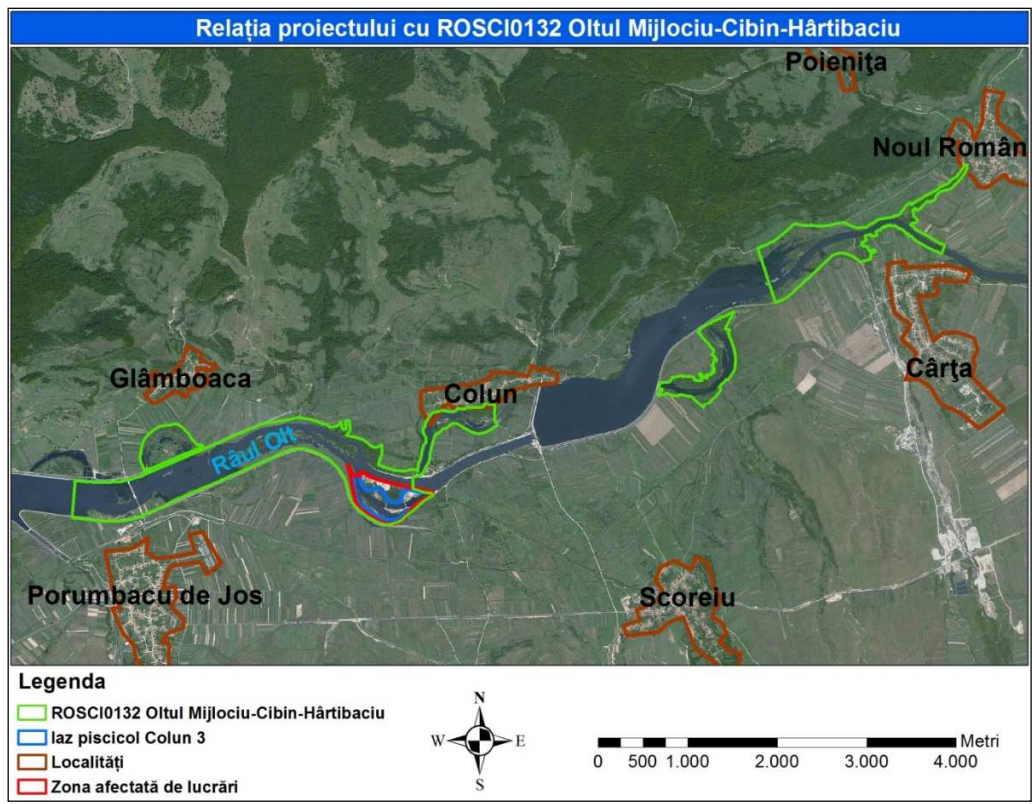 Relația proiectului cu ROSCI0132 Oltul Mijlociu-Cibin-Hârtibaciu
Poieniţa
Noul Român
Glâmboaca
Colun
Cârţa
Râul Olt
Porumbacu de Jos
Scoreiu
Legenda
ROSCI0132 Oltul Mijlociu-Cibin-Hârtibaciu
Iaz piscicol Colun 3
Localități
Zona afectată de lucrări
N
W E
S
Metri
0 500 1.000 2.000 3.000 4.000